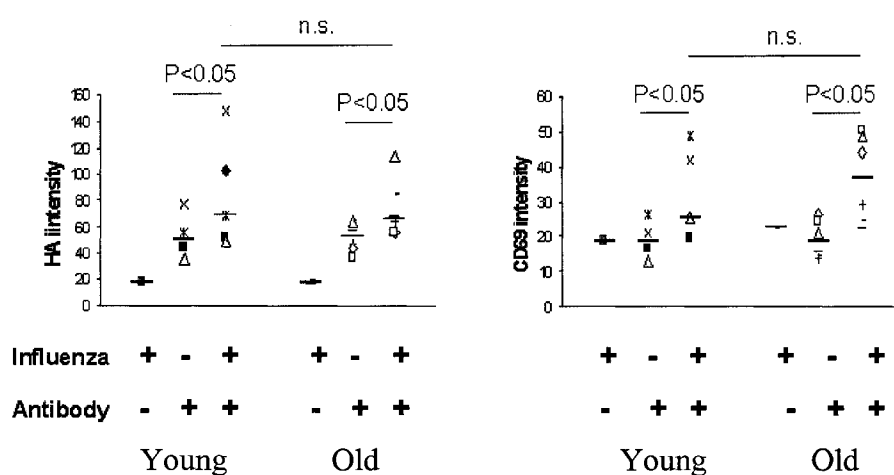 n.s.
P<0.05
P<0.05
160
140
120
100
80
60
40
20
0
HA iintensity
n.s.
P<0.05
P<0.05
60
50
40
30
20
10
0
CD69 intensity
Influenza + - + + - + + - + + - +
Antibody - + + - + + - + + - + +
Young Old Young Old